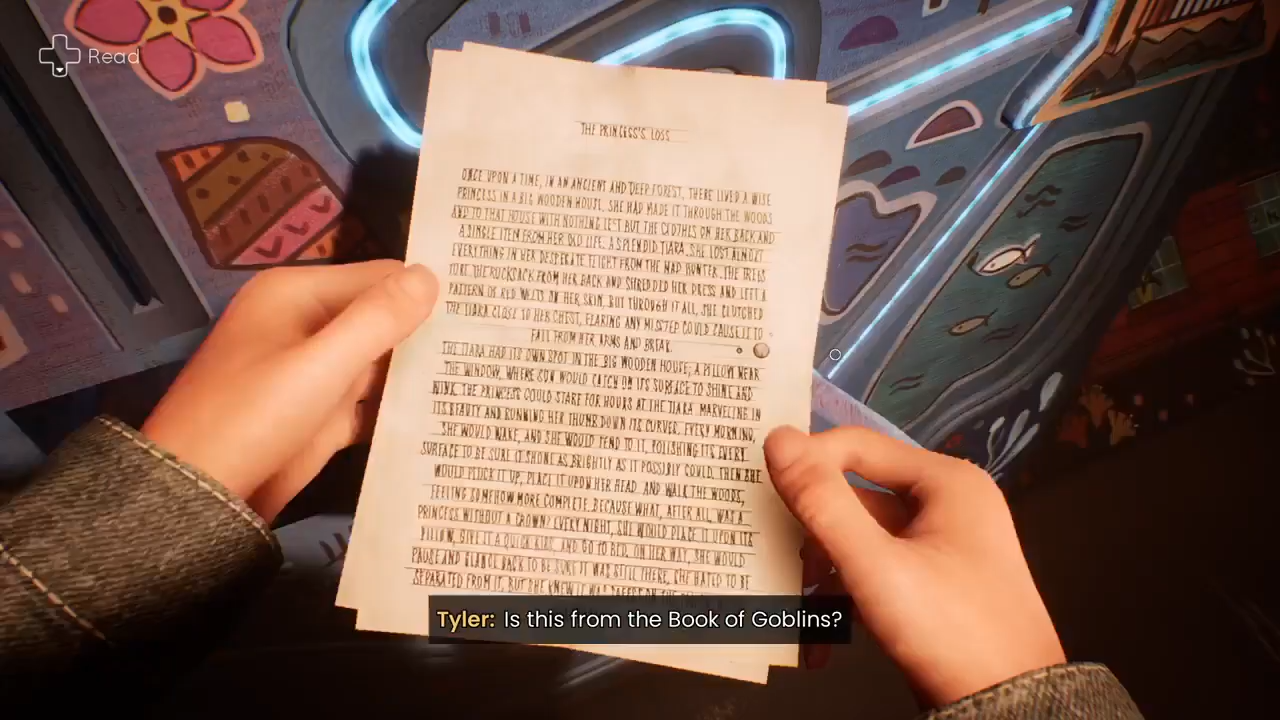 Read
THE PRINCESS'S LOSS
ONCE UPON A TIME, IN AN ANCIENT AND DEEP FOREST, THERE LIVED A WISE
PRINCESS IN A BIG WOODEN HOUSE. SHE HAD MADE IT THROUGH THE WOODS
AND TO THAT HOUSE WITH NOTHING LEFT BUT THE CLOTHES ON HER BACK AND
A SINGLE ITEM FROM HER OLD LIFE: A SPLENDID TIARA. SHE LOST ALMOST
EVERYTHING IN HER DESPERATE FLIGHT FROM THE MAD HUNTER. THE TREES
TORE THE RUCKSACK FROM HER BACK AND SHREDDED HER DRESS AND LEFT A
PATTERN OF RED WELTS ON HER SKIN. BUT THROUGH IT ALL, SHE CLUTCHED
THE TIARA CLOSE TO HER CHEST, FEARING ANY MISSTEP COULD CAUSE IT TO
FALL FROM HER ARMS AND BREAK.
THE TIARA HAD ITS OWN SPOT IN THE BIG WOODEN HOUSE; A PILLOW NEAR
THE WINDOW, WHERE SUN WOULD CATCH ON ITS SURFACE TO SHINE AND
WINK. THE PRINCESS COULD STARE FOR HOURS AT THE TIARA, MARVELING IN
ITS BEAUTY AND RUNNING HER THUMB DOWN ITS CURVES. EVERY MORNING,
SHE WOULD WAKE, AND SHE WOULD TEND TO IT, POLISHING ITS EVERY
SURFACE TO BE SURE IT SHONE AS BRIGHTLY AS IT POSSIBLY COULD. THEN SHE
WOULD PLUCK IT UP, PLACE IT UPON HER HEAD, AND WALK THE WOODS,
FEELING SOMEHOW MORE COMPLETE. BECAUSE WHAT, AFTER ALL, WAS A
PRINCESS WITHOUT A CROWN? EVERY NIGHT, SHE WOULD PLACE IT UPON ITS
PILLOW, GIVE IT A QUICK KISS, AND GO TO BED. ON HER WAY, SHE WOULD
PAUSE AND GLANCE BACK TO BE SURE IT WAS STILL THERE. SHE HATED TO BE
SEPARATED FROM IT, BUT SHE KNEW IT WAS SAFEST ON THE
Tyler: Is this from the Book of Goblins?